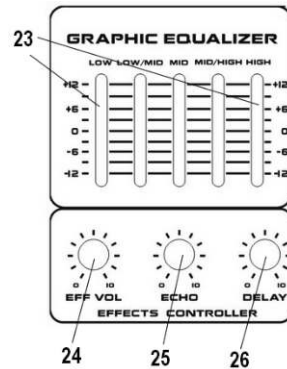 23
GRAPHIC EQUALIZER
LOW LOW/MID MID MID/HIGH HIGH
+12 +12
+6 +6
0 0
-6 -6
-12 -12
0 10 0 10 0 10
EFF VOL ECHO DELAY
EFFECTS CONTROLLER
24 25 26